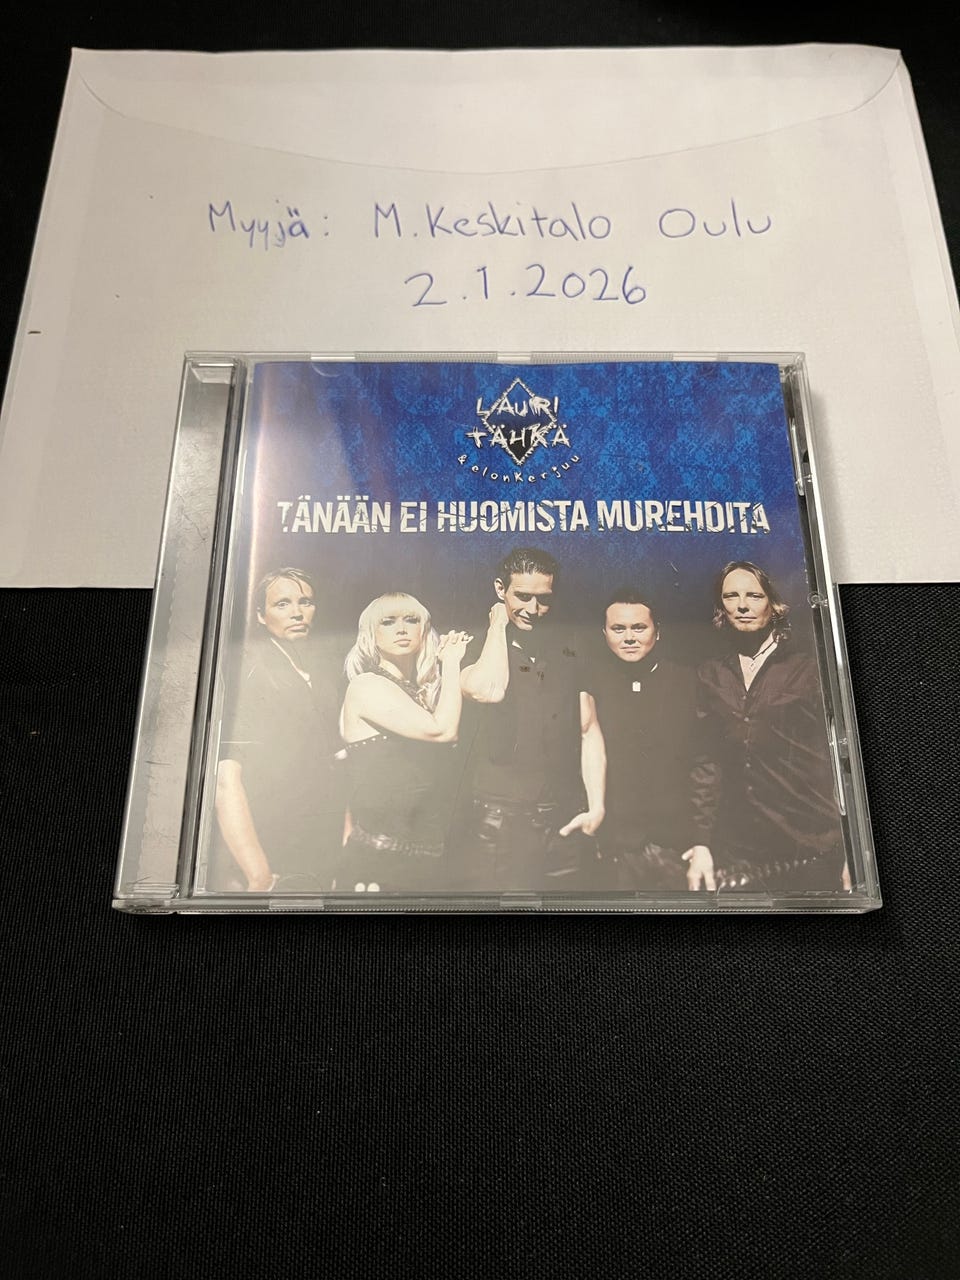 Myyjä: M. Keskitalo Oulu
2.1.2026
LAURI
TÄHKÄ
& elonkerjuu
TÄNÄÄN EI HUOMISTA MUREHDITA